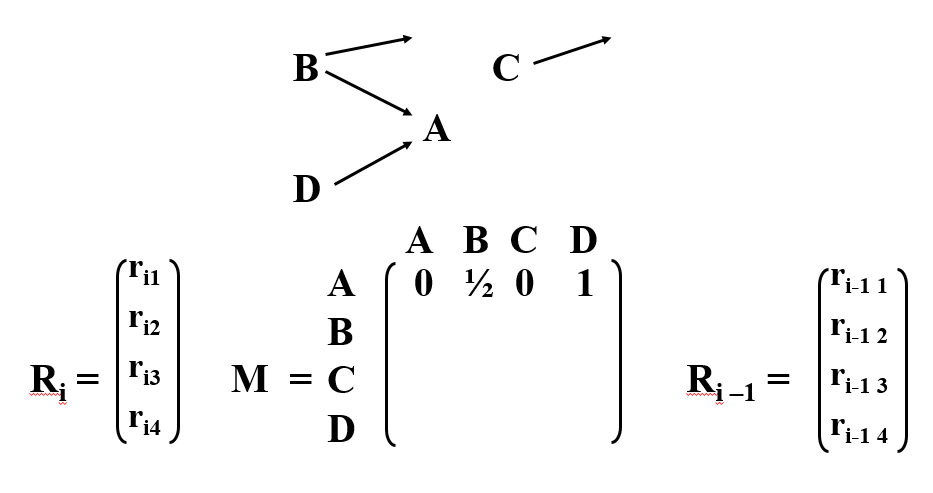 B C
A
D
A B C D
A 0 ½ 0 1
B
C
D
Ri = ri1 ri2 ri3 ri4
M =
Ri –1 = ri-1 1 ri-1 2 ri-1 3 ri-1 4